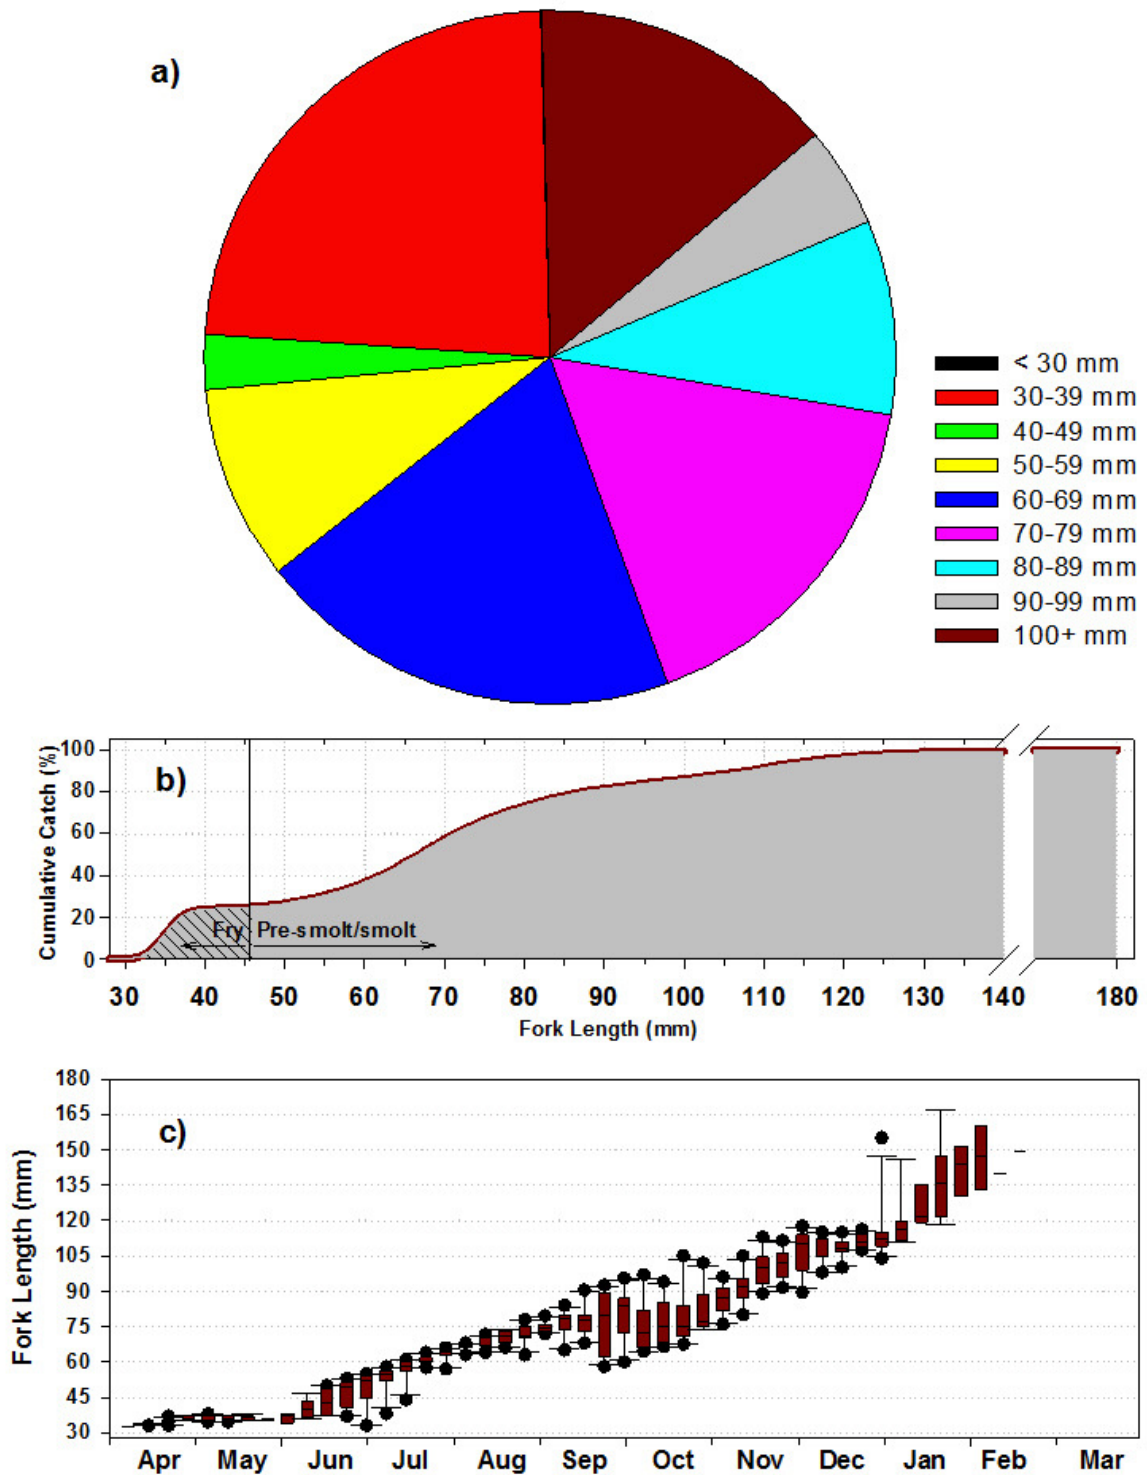 a)
< 30 mm
30-39 mm
40-49 mm
50-59 mm
60-69 mm
70-79 mm
80-89 mm
90-99 mm
100+ mm
b)
Cumulative Catch (%)
100
80
60
40
20
0
Fry Pre-smolt/smolt
30 40 50 60 70 80 90 100 110 120 130 140 180
Fork Length (mm)
c)
Fork Length (mm)
180
165
150
135
120
105
90
75
60
45
30
Apr May Jun Jul Aug Sep Oct Nov Dec Jan Feb Mar